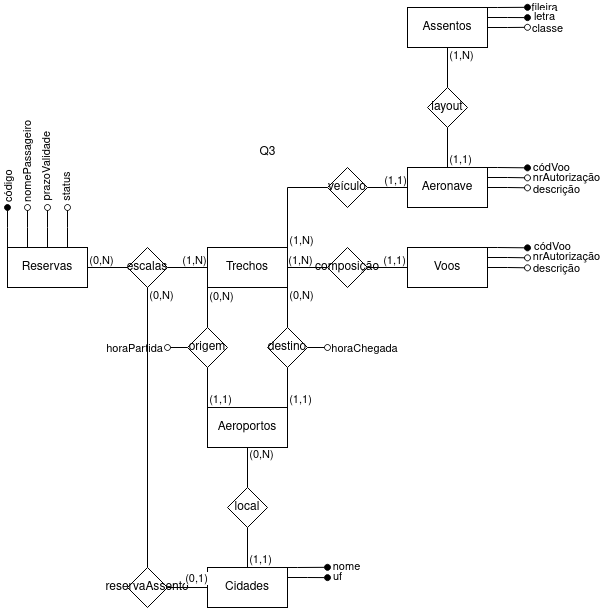 fileira
letra
classe
Assentos
(1,N)
layout
Q3
código
nomePassageiro
prazoValidade
status
(1,1)
códVoo
nrAutorização
descrição
veículo
(1,1)
Aeronave
(1,N)
Reservas
(0,N)
escalas
(1,N)
Trechos
(1,N)
composição
(1,1)
Voos
códVoo
nrAutorização
descrição
(0,N)
(0,N)
(0,N)
horaPartida
origem
destino
horaChegada
(1,1)
(1,1)
Aeroportos
(0,N)
local
(1,1)
reservaAssento
(0,1)
Cidades
nome
uf